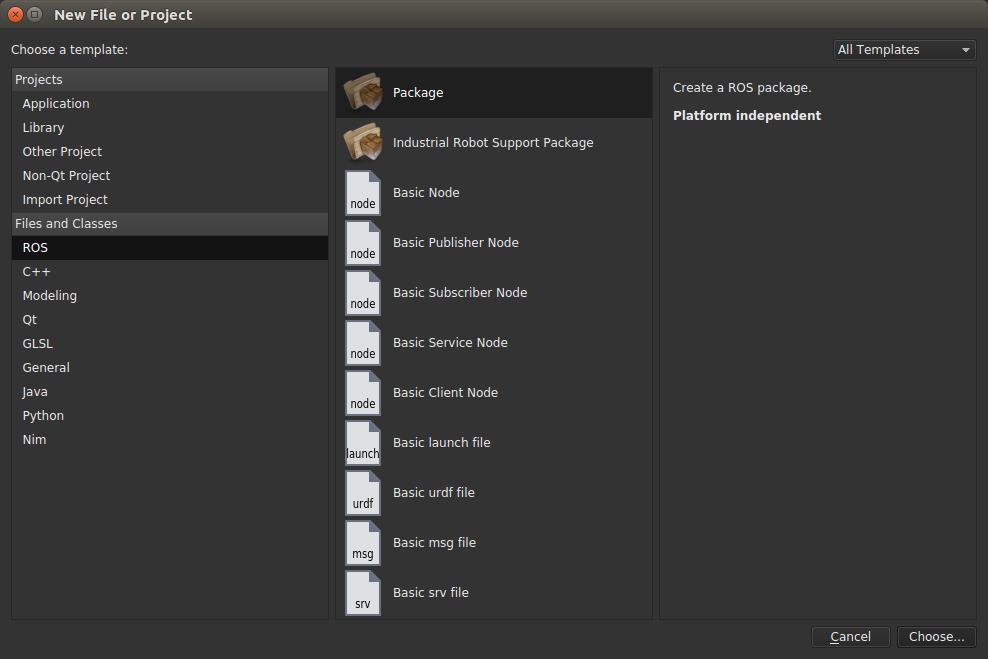 New File or Project
Choose a template:
All Templates
Projects
Application
Library
Other Project
Non-Qt Project
Import Project
Files and Classes
ROS
C++
Modeling
Qt
GLSL
General
Java
Python
Nim
Package
Industrial Robot Support Package
node
Basic Node
node
Basic Publisher Node
node
Basic Subscriber Node
node
Basic Service Node
node
Basic Client Node
launch
Basic launch file
urdf
Basic urdf file
msg
Basic msg file
srv
Basic srv file
Create a ROS package.
Platform independent
Cancel
Choose...